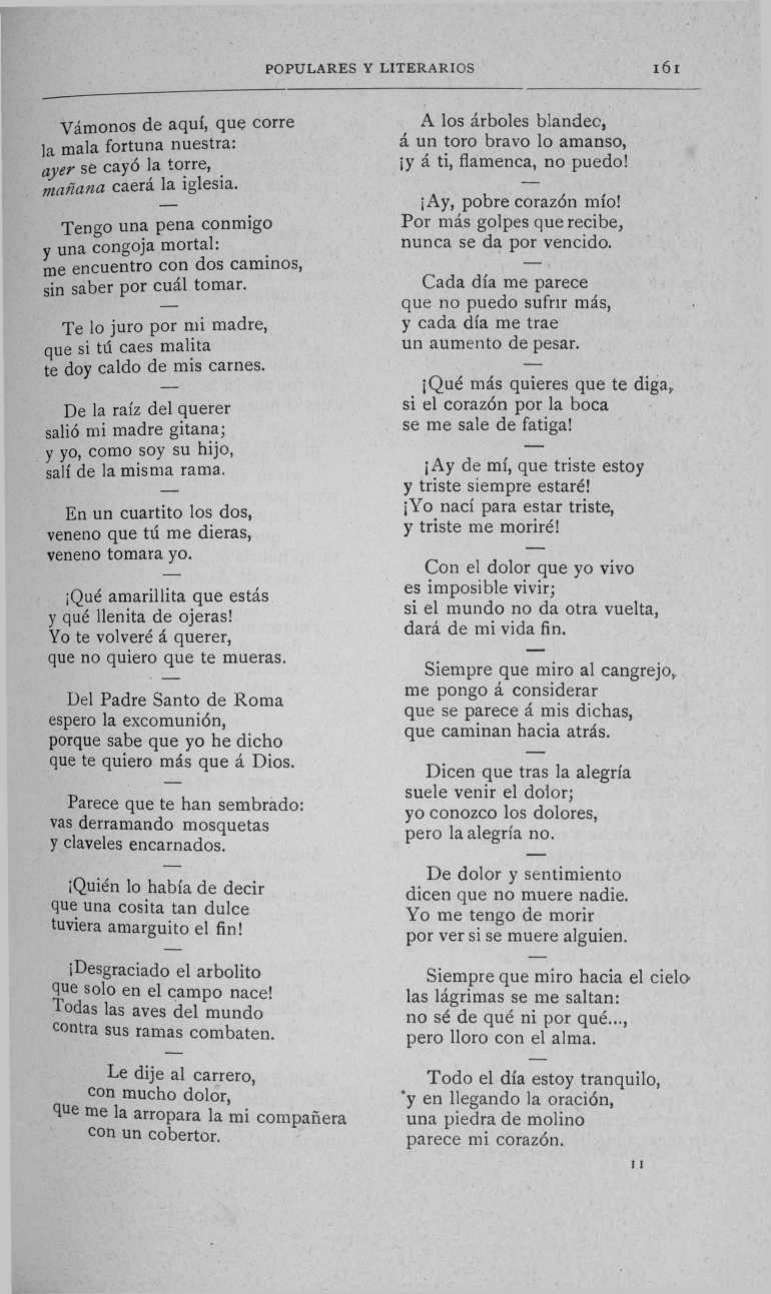 POPULARES Y LITERARIOS 161
Vámonos de aquí, que corre
la mala fortuna nuestra:
ayer se cayó la torre,
mañana caerá la iglesia.
—
Tengo una pena conmigo
y una congoja mortal:
me encuentro con dos caminos,
sin saber por cuál tomar.
—
Te lo juro por mi madre,
que si tú caes malita
te doy caldo de mis carnes.
—
De la raíz del querer
salió mi madre gitana;
y yo, como soy su hijo,
salí de la misma rama.
—
En un cuartito los dos,
veneno que tú me dieras,
veneno tomara yo.
—
¡Qué amarillita que estás
y qué llenita de ojeras!
Yo te volveré á querer,
que no quiero que te mueras.
—
Del Padre Santo de Roma
espero la excomunión,
porque sabe que yo he dicho
que te quiero más que á Dios.
—
Parece que te han sembrado:
vas derramando mosquetas
y claveles encarnados.
—
¡Quién lo había de decir
que una cosita tan dulce
tuviera amarguito el fin!
—
¡Desgraciado el arbolito
que solo en el campo nace!
Todas las aves del mundo
contra sus ramas combaten.
—
Le dije al carrero,
con mucho dolor,
que me la arropara la mi compañera
con un cobertor.
A los árboles blandec,
á un toro bravo lo amanso,
¡y á ti, flamenca, no puedo!
—
¡Ay, pobre corazón mío!
Por más golpes que recibe,
nunca se da por vencido.
—
Cada día me parece
que no puedo sufrir más,
y cada día me trae
un aumento de pesar.
—
¡Qué más quieres que te diga,
si el corazón por la boca
se me sale de fatiga!
—
¡Ay de mí, que triste estoy
y triste siempre estaré!
¡Yo nací para estar triste,
y triste me moriré!
—
Con el dolor que yo vivo
es imposible vivir;
si el mundo no da otra vuelta,
dará de mi vida fin.
—
Siempre que miro al cangrejo,
me pongo á considerar
que se parece á mis dichas,
que caminan hacia atrás.
—
Dicen que tras la alegría
suele venir el dolor;
yo conozco los dolores,
pero la alegría no.
—
De dolor y sentimiento
dicen que no muere nadie.
Yo me tengo de morir
por ver si se muere alguien.
—
Siempre que miro hacia el cielo
las lágrimas se me saltan:
no sé de qué ni por qué...,
pero lloro con el alma.
—
Todo el día estoy tranquilo,
y en llegando la oración,
una piedra de molino
parece mi corazón.
11